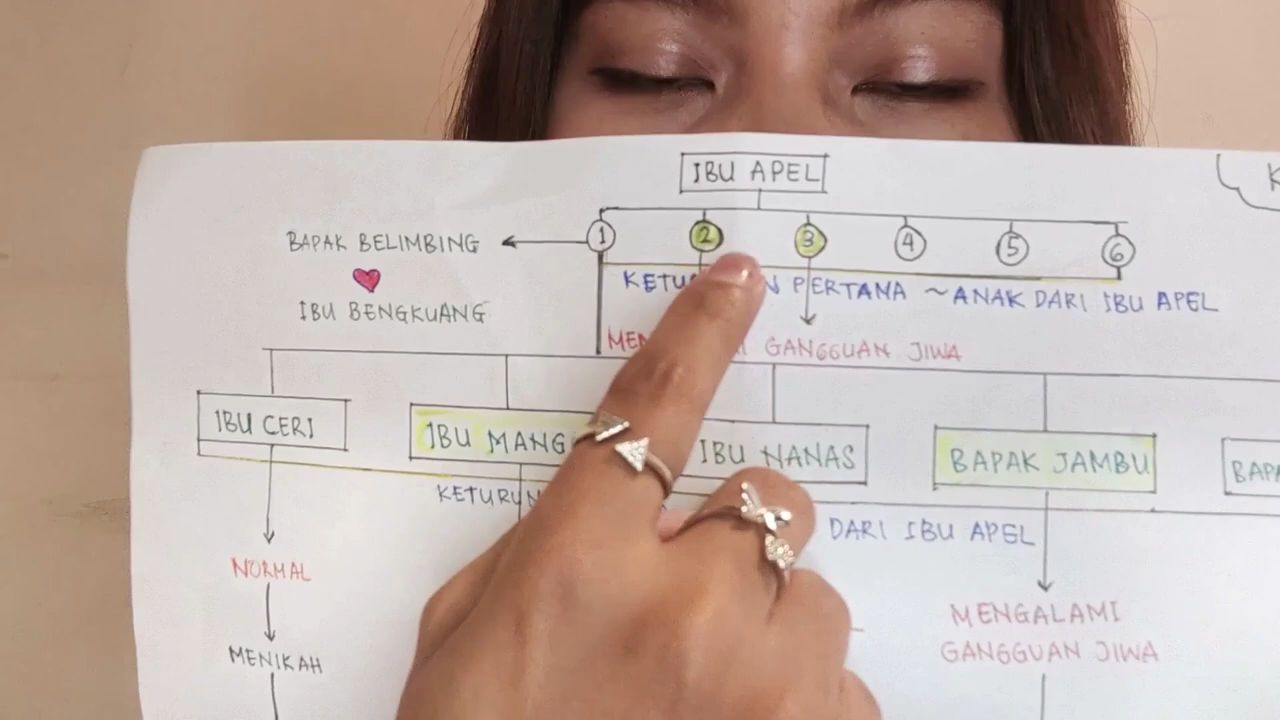 IBU APEL
K
1 2 3 4 5 6
BAPAK BELIMBING
IBU BENGKUANG
PERTANA ~ANAK DARI IBU APEL
GANGGUAN JIWA
IBU CERI
IBU NANAS
BAPAK JAMBU
DARI IBU APEL
NORMAL
MENGALAMI
GANGGUAN JIWA
MENIKAH